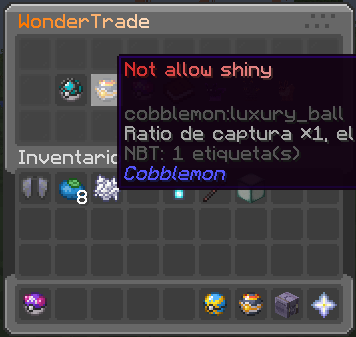 WonderTrade
Not allow shiny
cobblemon:luxury_ball
Ratio de captura ×1, el
NBT: 1 etiqueta(s)
Cobblemon
Inventario
8